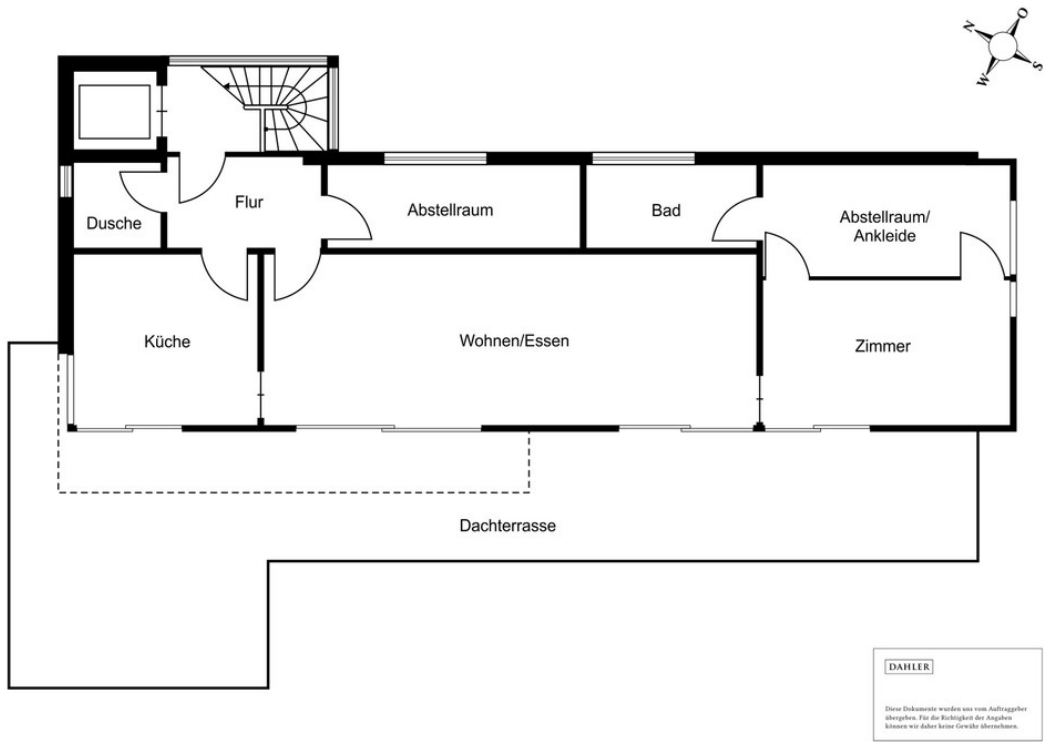 N
O
S
W
Dusche
Flur
Abstellraum
Bad
Abstellraum/
Ankleide
Küche
Wohnen/Essen
Zimmer
Dachterrasse
DAHLER
Diese Dokumente wurden uns vom Auftraggeber
übergeben. Für die Richtigkeit der Angaben
können wir daher keine Gewähr übernehmen.